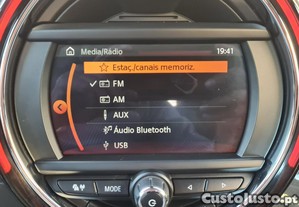 Media/Rádio 19:41
Estaç./canais memoriz.
FM
AM
AUX
Áudio Bluetooth
USB
MODE
CustoJusto.pt